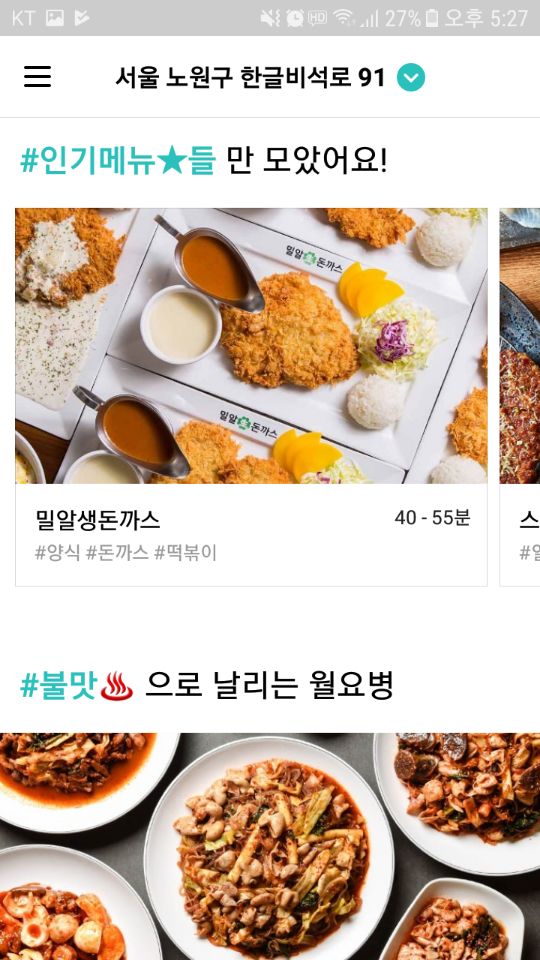 KT HD 27% 오후 5:27
서울 노원구 한글비석로 91
#인기메뉴★들 만 모았어요!
밀알 돈까스
밀알 돈까스
밀알생돈까스 40 - 55분 스
#양식 #돈까스 #떡볶이
#불맛♨ 으로 날리는 월요병